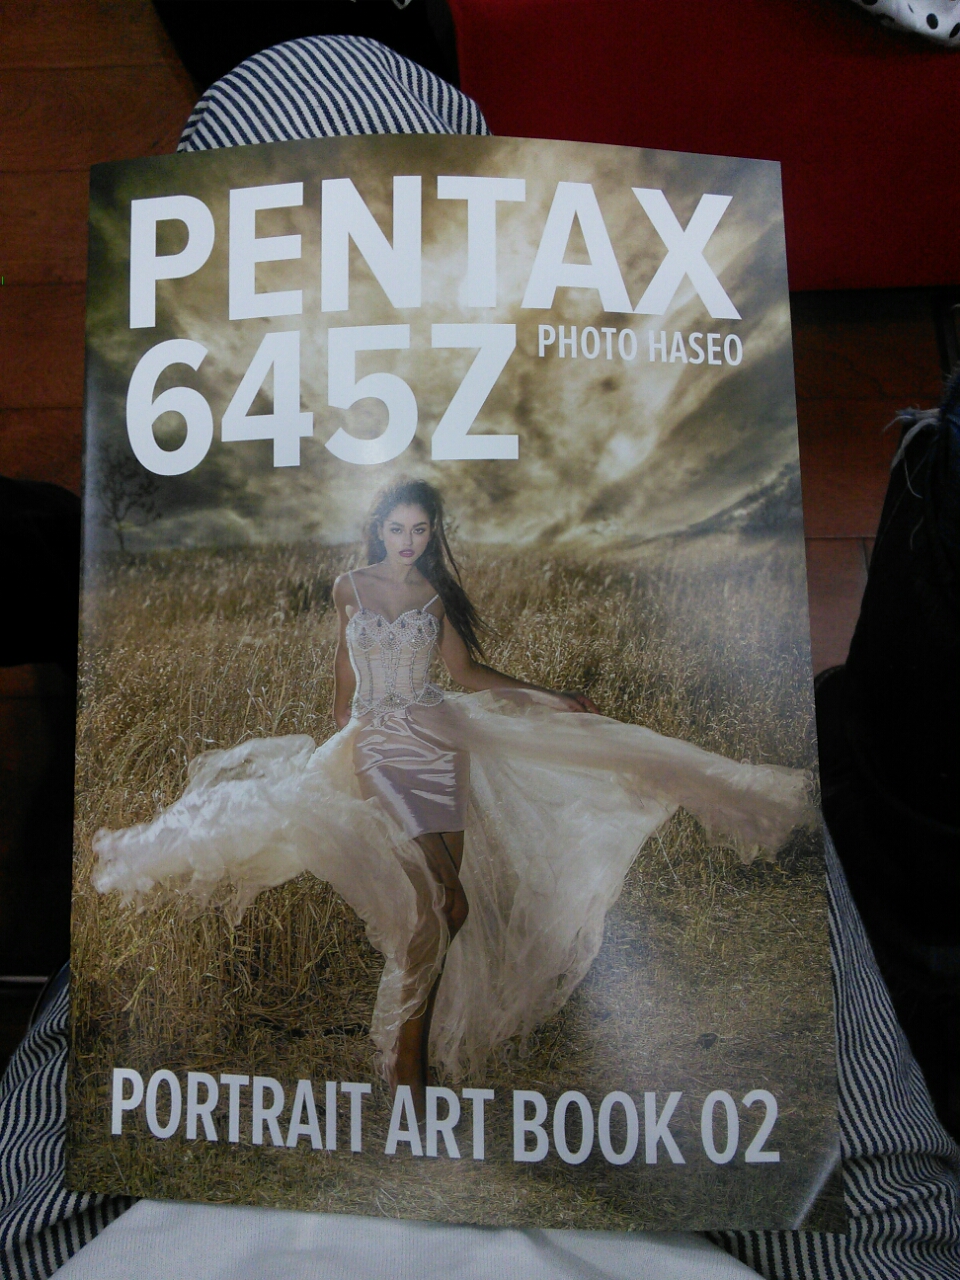 PENTAX
645Z
PHOTO HASEO
PORTRAIT ART BOOK 02